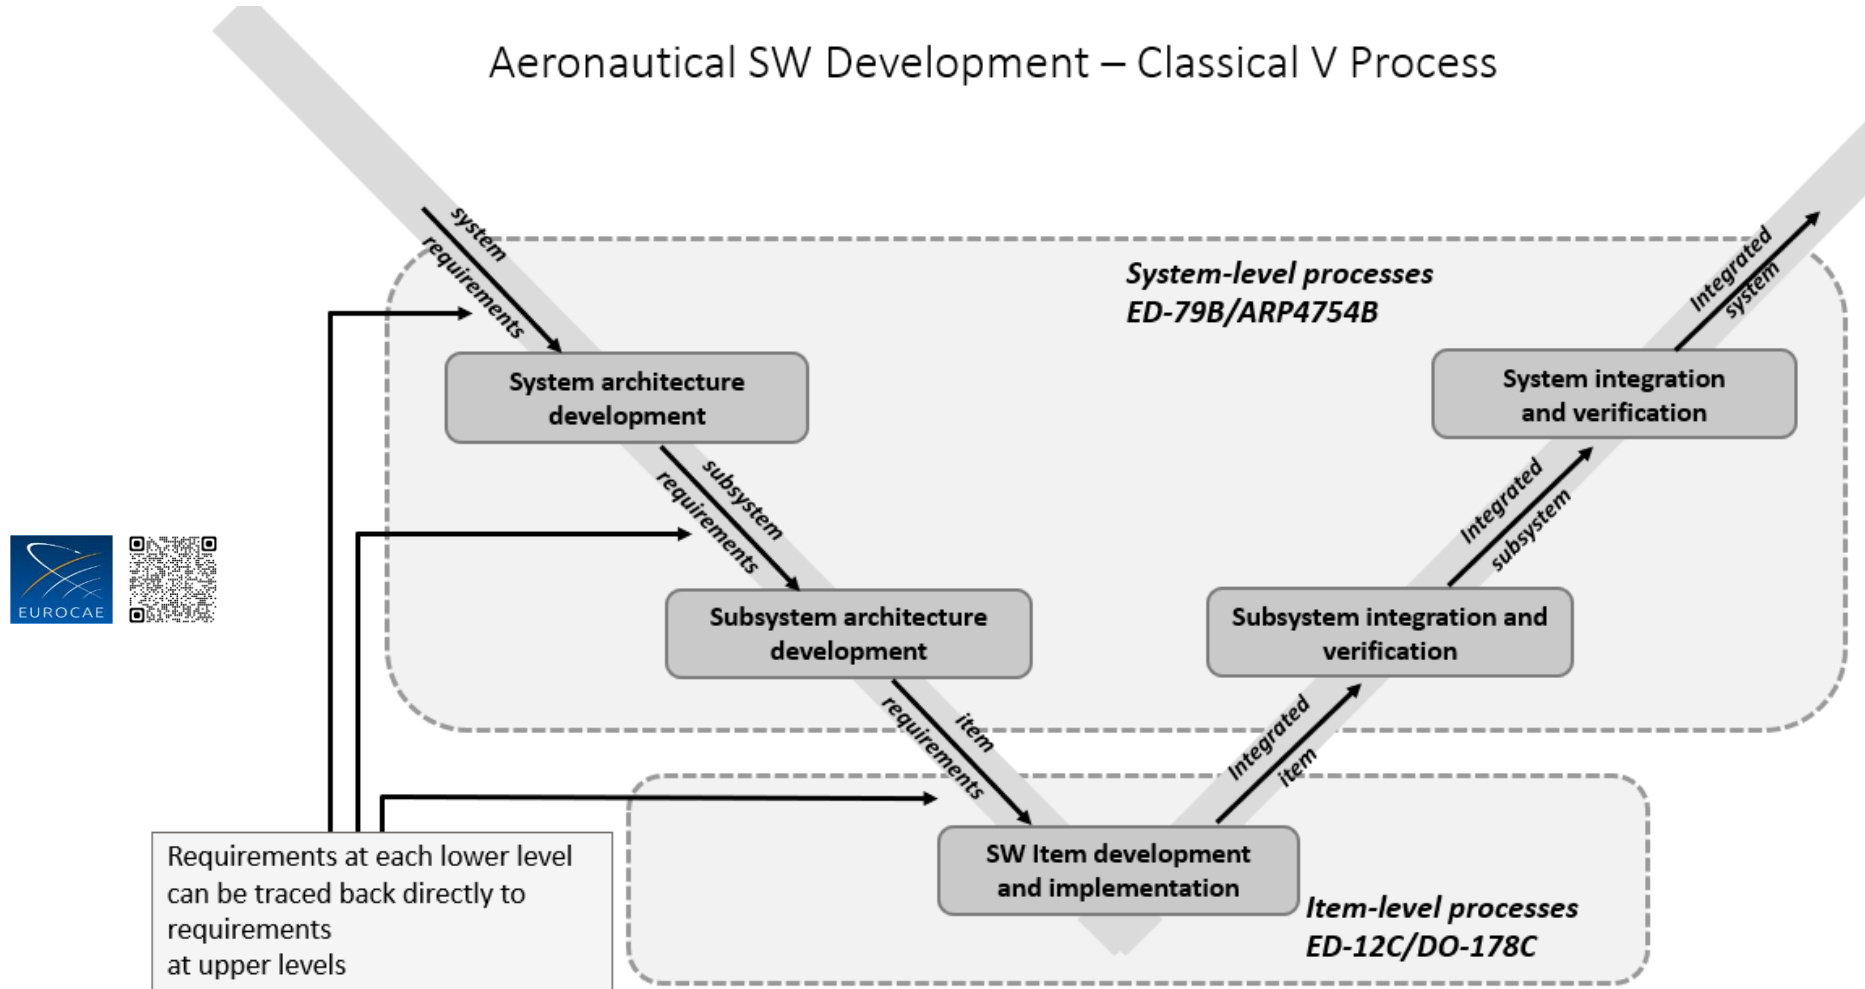 Aeronautical SW Development – Classical V Process
system
requirements
System-level processes
ED-79B/ARP4754B
Integrated
system
System architecture
development
System integration
and verification
subsystem
requirements
Integrated
subsystem
EUROCAE
Subsystem architecture
development
Subsystem integration and
verification
item
requirements
Integrated
item
SW Item development
and implementation
Requirements at each lower level
can be traced back directly to
requirements
at upper levels
Item-level processes
ED-12C/DO-178C